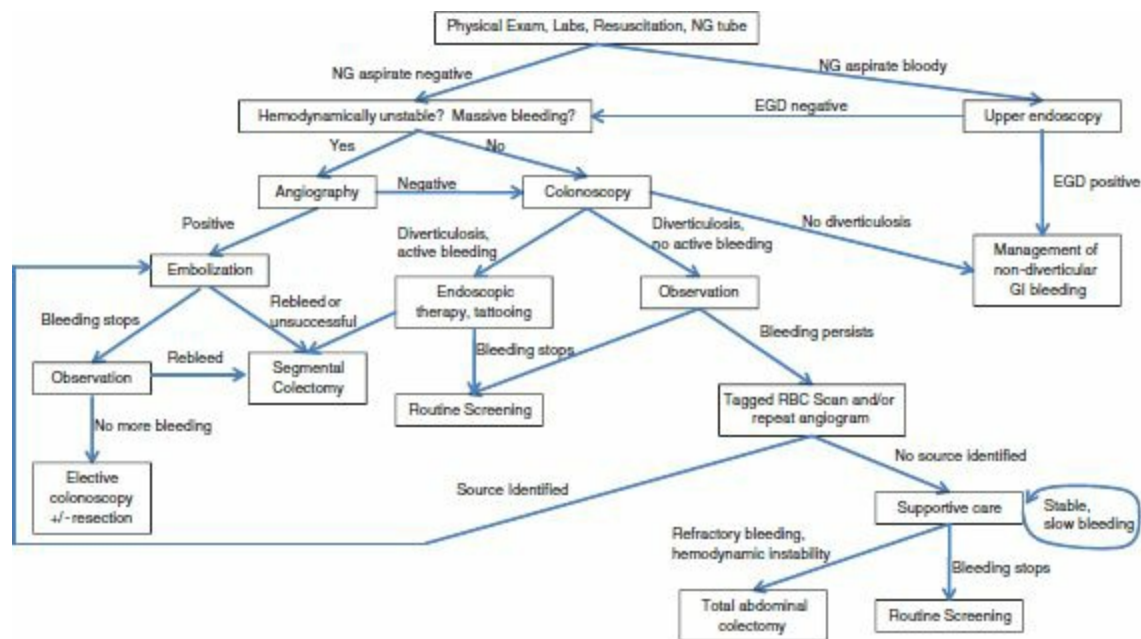 Physical Exam, Labs, Resuscitation, NG tube
NG aspirate negative
NG aspirate bloody
Hemodynamically unstable? Massive bleeding?
EGD negative
Upper endoscopy
Yes
No
EGD positive
Angiography
Negative
Colonoscopy
No diverticulosis
Positive
Diverticulosis,
active bleeding
Diverticulosis,
no active bleeding
Management of
non-diverticular
GI bleeding
Embolization
Endoscopic
therapy, tattooing
Observation
Bleeding stops
Rebleed or
unsuccessful
Bleeding stops
Bleeding persists
Observation
Rebleed
Segmental
Colectomy
Routine Screening
Tagged RBC Scan and/or
repeat angiogram
No more bleeding
Elective
colonoscopy
+/- resection
Source Identified
No source identified
Supportive care
Stable,
slow bleeding
Refractory bleeding,
hemodynamic instability
Bleeding stops
Total abdominal
colectomy
Routine Screening